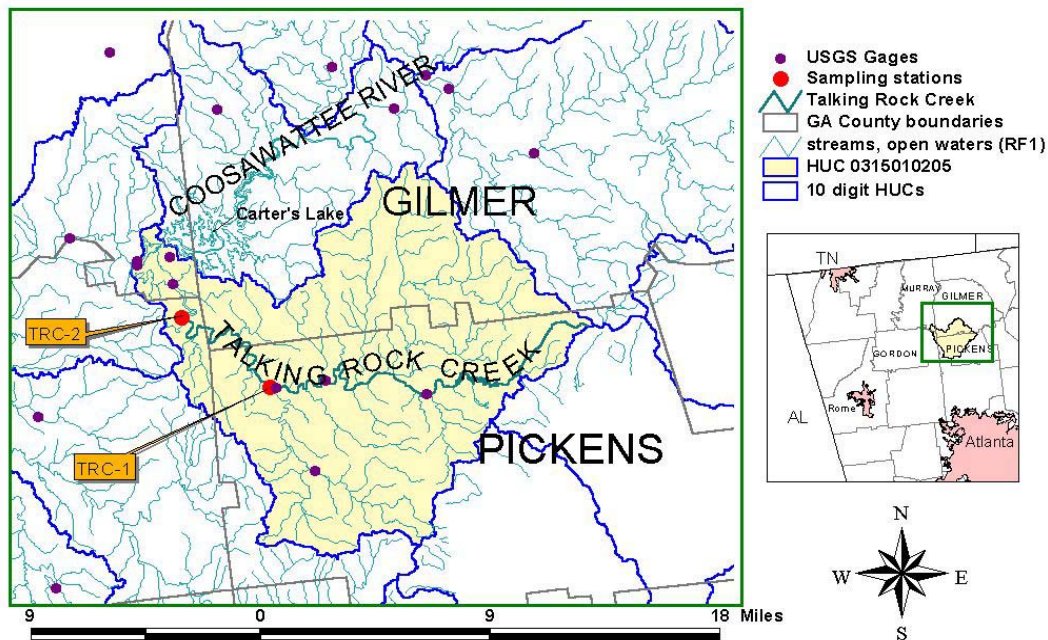 COOSAWATTEE RIVER
Carter's Lake
GILMER
TRC-2
TALKING ROCK CREEK
TRC-1
PICKENS
9 0 9 18 Miles
USGS Gages
Sampling stations
Talking Rock Creek
GA County boundaries
streams, open waters (RF1)
HUC 0315010205
10 digit HUCs
TN
MURRAY
GILMER
PICKENS
GORDON
AL
Rome
Atlanta
N
W E
S